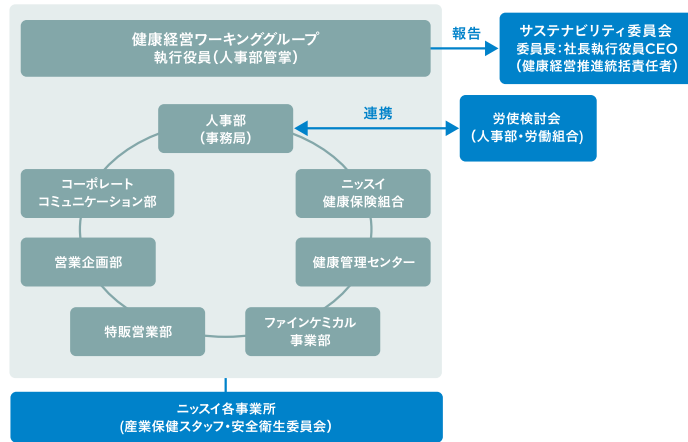 健康経営ワーキンググループ
執行役員（人事部管掌）
報告
サステナビリティ委員会
委員長：社長執行役員CEO
（健康経営推進統括責任者）
人事部
（事務局）
連携
労使検討会
（人事部・労働組合）
コーポレート
コミュニケーション部
ニッスイ
健康保険組合
営業企画部
健康管理センター
特販営業部
ファインケミカル
事業部
ニッスイ各事業所
（産業保健スタッフ・安全衛生委員会）